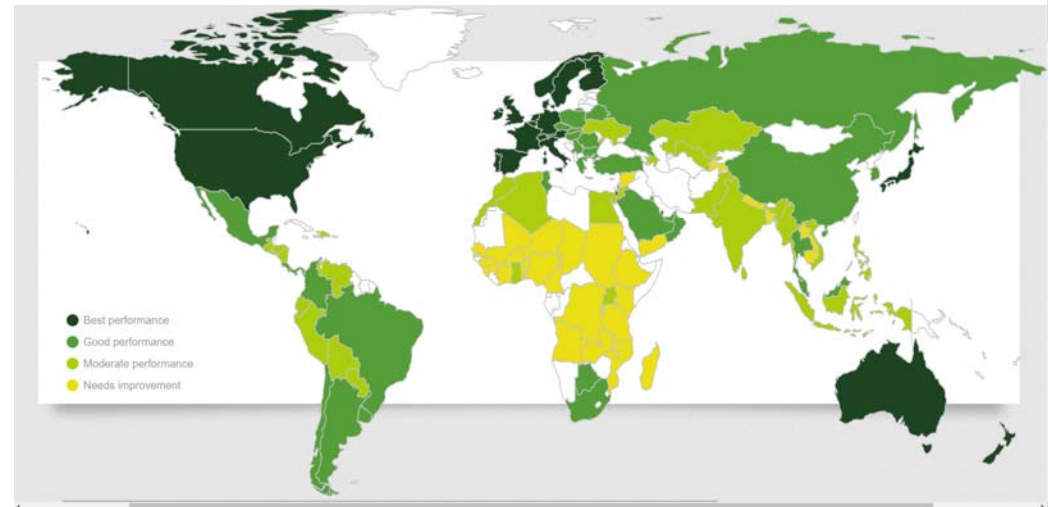 Best performance
Good performance
Moderate performance
Needs improvement